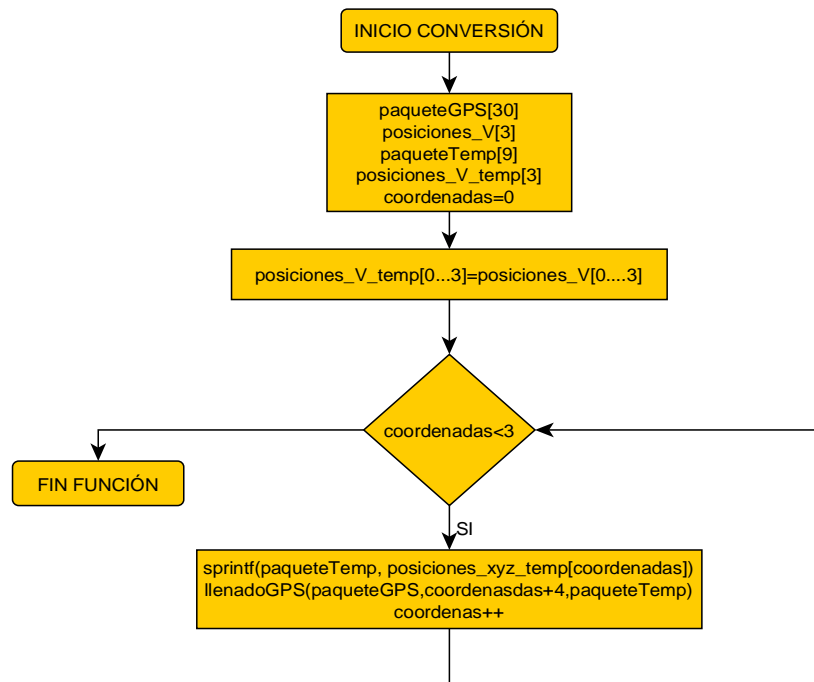 INICIO CONVERSIÓN
paqueteGPS[30]
posiciones_V[3]
paqueteTemp[9]
posiciones_V_temp[3]
coordenadas=0
posiciones_V_temp[0...3]=posiciones_V[0....3]
coordenadas<3
FIN FUNCIÓN
SI
sprintf(paqueteTemp, posiciones_xyz_temp[coordenadas])
llenadoGPS(paqueteGPS,coordenasdas+4,paqueteTemp)
coordenas++